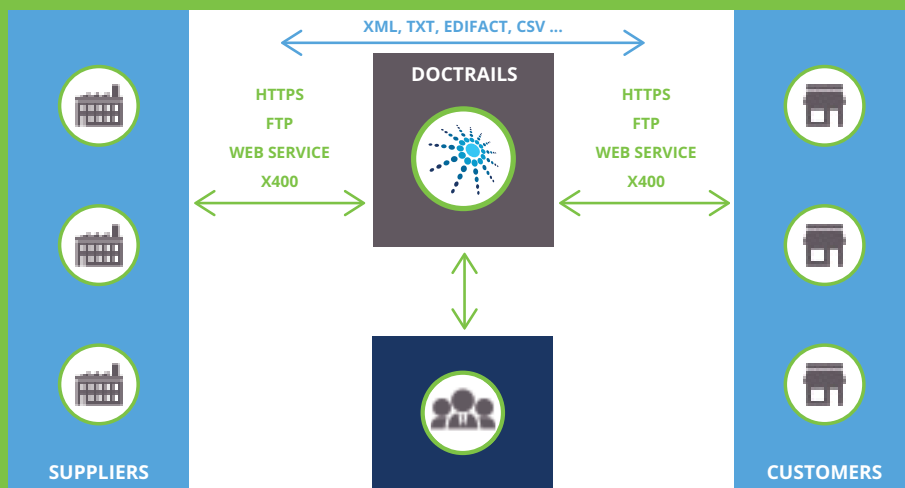 XML, TXT, EDIFACT, CSV ...
DOCTRAILS
HTTPS
FTP
WEB SERVICE
X400
HTTPS
FTP
WEB SERVICE
X400
SUPPLIERS
CUSTOMERS